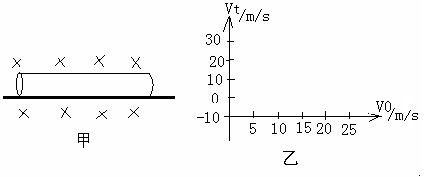 × × × ×
× × × ×
甲
Vt/m/s
30
20
10
0
-10
5 10 15 20 25
V0/m/s
乙